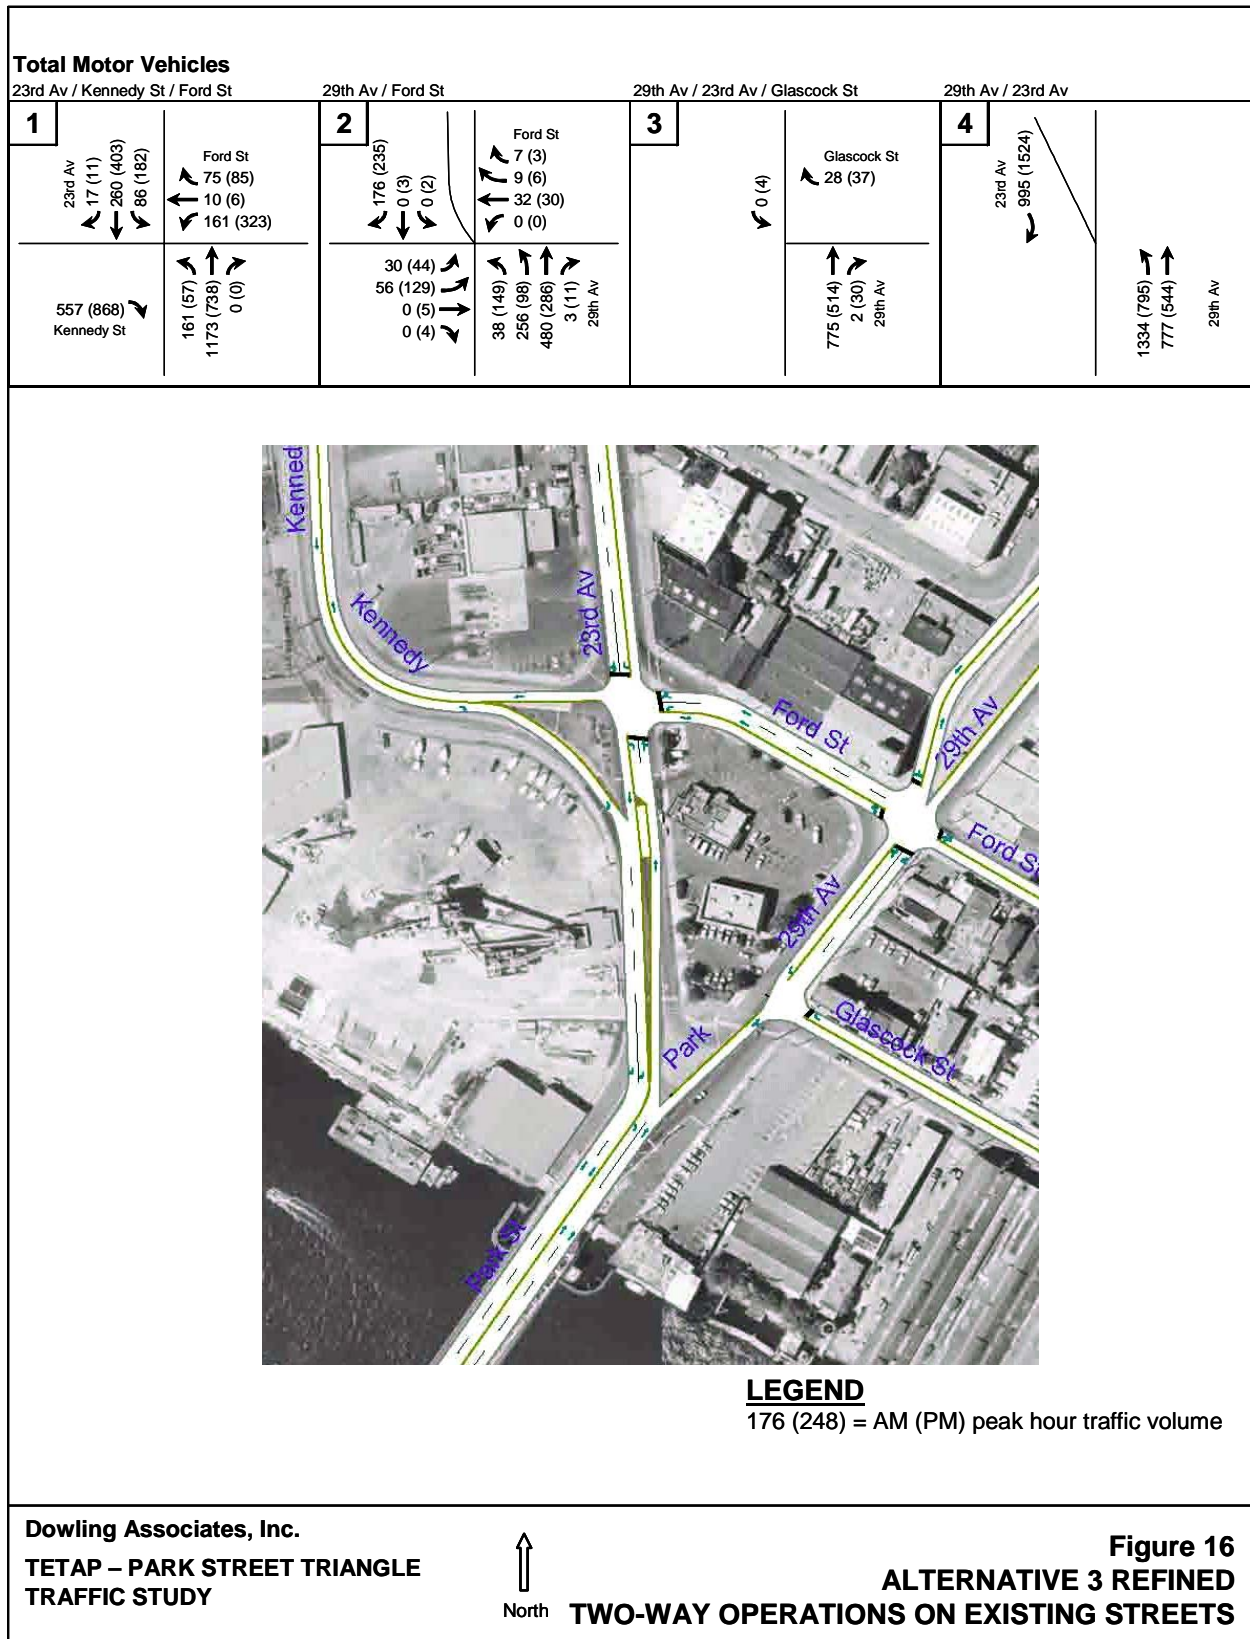 Total Motor Vehicles
23rd Av / Kennedy St / Ford St
29th Av / Ford St
29th Av / 23rd Av / Glascock St
29th Av / 23rd Av
1
23rd Av
17 (11)
260 (403)
86 (182)
Ford St
75 (85)
10 (6)
161 (323)
557 (868)
Kennedy St
161 (57)
1173 (738)
0 (0)
2
176 (235)
0 (3)
0 (2)
Ford St
7 (3)
9 (6)
32 (30)
0 (0)
30 (44)
56 (129)
0 (5)
0 (4)
38 (149)
256 (98)
480 (286)
3 (11)
29th Av
3
0 (4)
Glascock St
28 (37)
775 (514)
2 (30)
29th Av
4
23rd Av
995 (1524)
1334 (795)
777 (544)
29th Av
Kenned
Kennedy
23rd Av
Ford St
29th Av
Ford St
29th Av
Glascock St
Park
Park St
LEGEND
176 (248) = AM (PM) peak hour traffic volume
Dowling Associates, Inc.
TETAP – PARK STREET TRIANGLE
TRAFFIC STUDY
North
Figure 16
ALTERNATIVE 3 REFINED
TWO-WAY OPERATIONS ON EXISTING STREETS